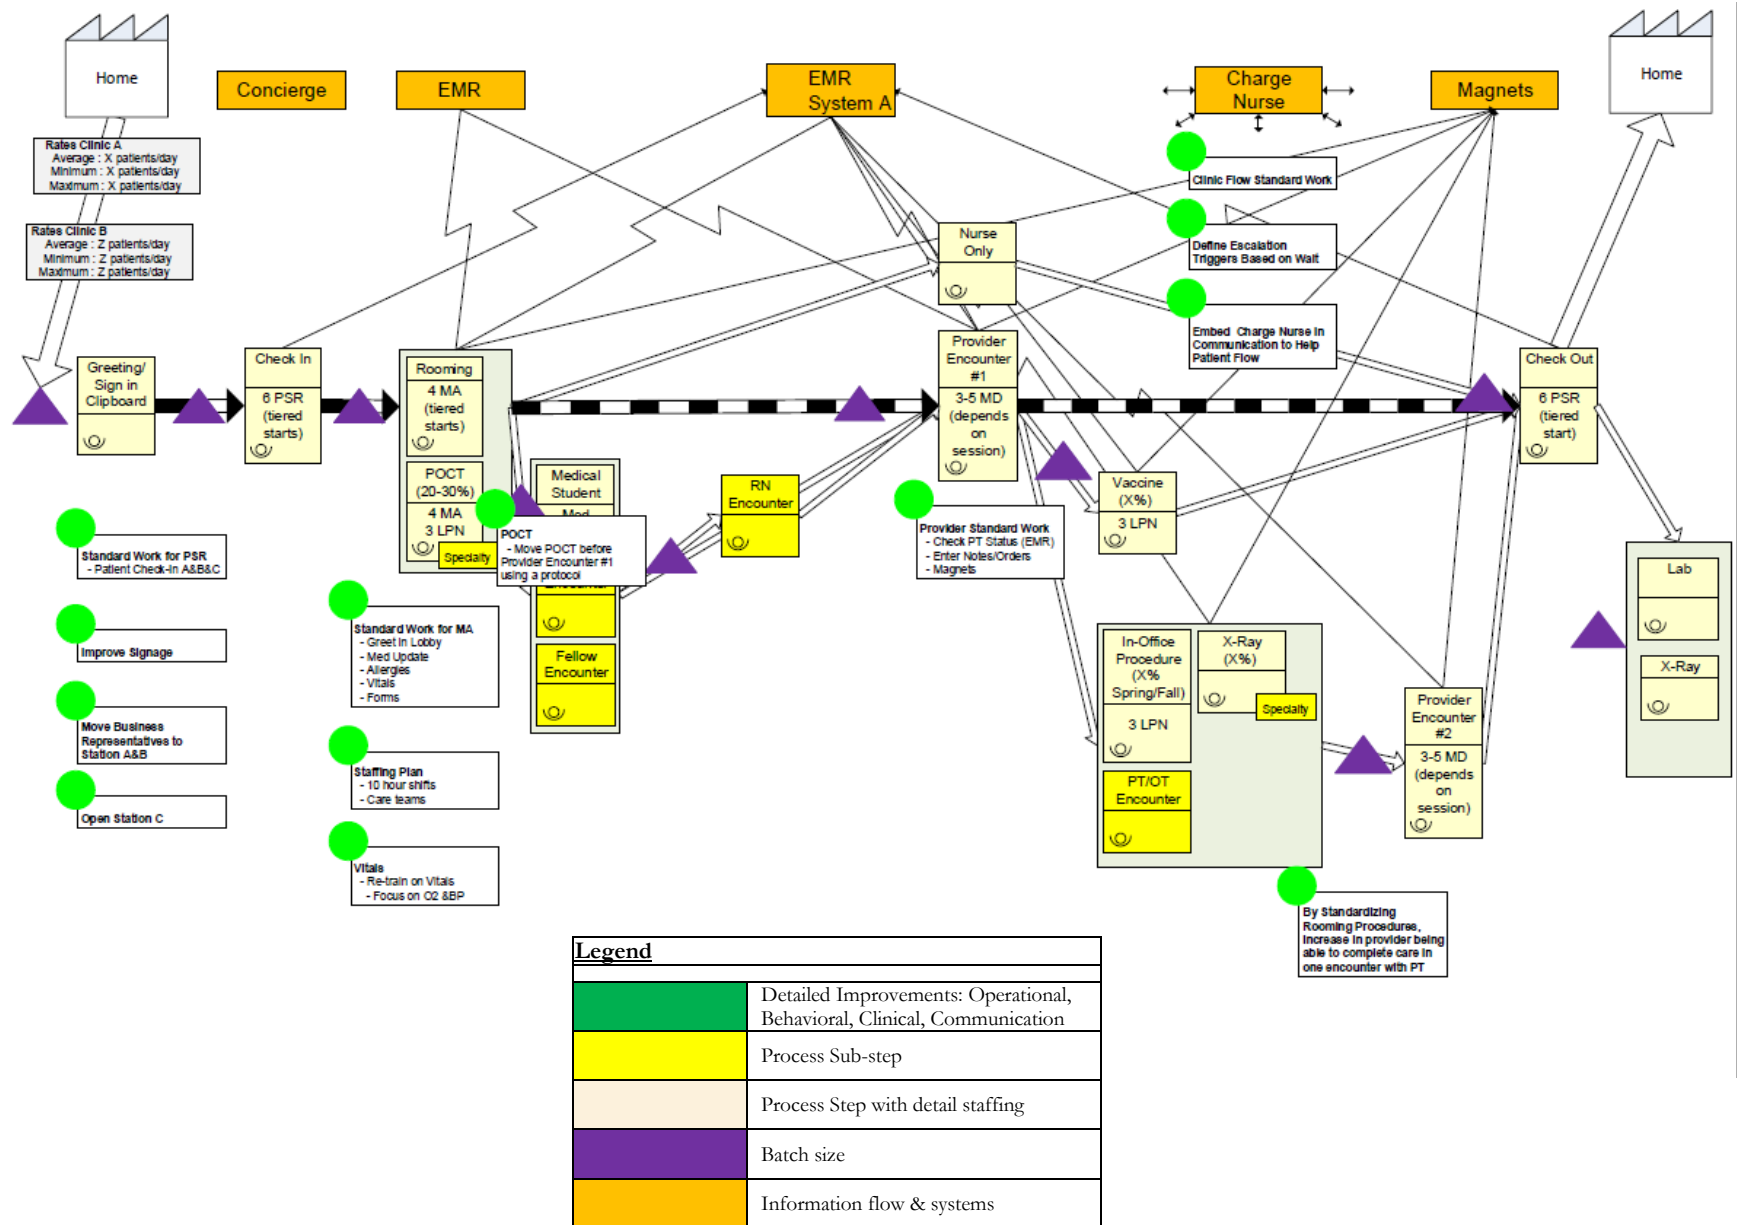 Home
Concierge
EMR
EMR
System A
Charge
Nurse
Magnets
Home
Rates Clinic A
Average : X patients/day
Minimum : X patients/day
Maximum : X patients/day
Rates Clinic B
Average : Z patients/day
Minimum : Z patients/day
Maximum : Z patients/day
Clinic Flow Standard Work
Define Escalation
Triggers Based on Wait
Embed Charge Nurse in
Communication to Help
Patient Flow
Greeting/
Sign in
Clipboard
Check In
6 PSR
(tiered
starts)
Rooming
4 MA
(tiered
starts)
POCT
(20-30%)
4 MA
3 LPN
Specialty
Medical
Student
POCT
- Move POCT before
Provider Encounter #1
using a protocol
Fellow
Encounter
RN
Encounter
Nurse
Only
Provider
Encounter
#1
3-5 MD
(depends
on
session)
Vaccine
(X%)
3 LPN
Check Out
6 PSR
(tiered
start)
Lab
X-Ray
Provider Standard Work
- Check PT Status (EMR)
- Enter Notes/Orders
- Magnets
In-Office
Procedure
(X%
Spring/Fall)
3 LPN
X-Ray
(X%)
Specialty
PT/OT
Encounter
Provider
Encounter
#2
3-5 MD
(depends
on
session)
Standard Work for PSR
- Patient Check-in A&B&C
Improve Signage
Move Business
Representatives to
Station A&B
Open Station C
Standard Work for MA
- Greet in Lobby
- Med Update
- Allergies
- Vitals
- Forms
Staffing Plan
- 10 hour shifts
- Care teams
Vitals
- Re-train on Vitals
- Focus on O2 &BP
By Standardizing
Rooming Procedures,
increase in provider being
able to complete care in
one encounter with PT
Legend
Detailed Improvements: Operational,
Behavioral, Clinical, Communication
Process Sub-step
Process Step with detail staffing
Batch size
Information flow & systems